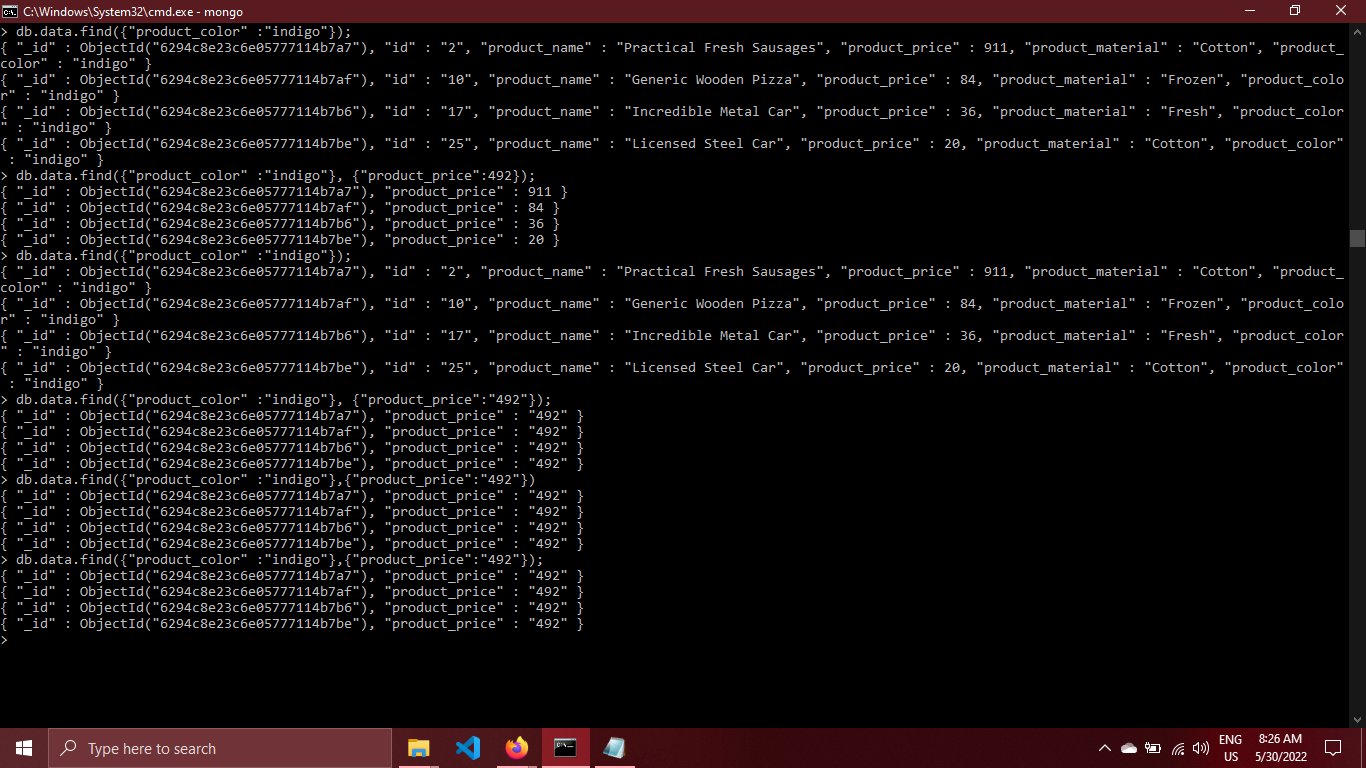 C:\Windows\System32\cmd.exe - mongo
> db.data.find({"product_color" :"indigo"});
{ "_id" : ObjectId("6294c8e23c6e05777114b7a7"), "id" : "2", "product_name" : "Practical Fresh Sausages", "product_price" : 911, "product_material" : "Cotton", "product_
color" : "indigo" }
{ "_id" : ObjectId("6294c8e23c6e05777114b7af"), "id" : "10", "product_name" : "Generic Wooden Pizza", "product_price" : 84, "product_material" : "Frozen", "product_colo
r" : "indigo" }
{ "_id" : ObjectId("6294c8e23c6e05777114b7b6"), "id" : "17", "product_name" : "Incredible Metal Car", "product_price" : 36, "product_material" : "Fresh", "product_color
" : "indigo" }
{ "_id" : ObjectId("6294c8e23c6e05777114b7be"), "id" : "25", "product_name" : "Licensed Steel Car", "product_price" : 20, "product_material" : "Cotton", "product_color"
 : "indigo" }
> db.data.find({"product_color" :"indigo"}, {"product_price":492});
{ "_id" : ObjectId("6294c8e23c6e05777114b7a7"), "product_price" : 911 }
{ "_id" : ObjectId("6294c8e23c6e05777114b7af"), "product_price" : 84 }
{ "_id" : ObjectId("6294c8e23c6e05777114b7b6"), "product_price" : 36 }
{ "_id" : ObjectId("6294c8e23c6e05777114b7be"), "product_price" : 20 }
> db.data.find({"product_color" :"indigo"});
{ "_id" : ObjectId("6294c8e23c6e05777114b7a7"), "id" : "2", "product_name" : "Practical Fresh Sausages", "product_price" : 911, "product_material" : "Cotton", "product_
color" : "indigo" }
{ "_id" : ObjectId("6294c8e23c6e05777114b7af"), "id" : "10", "product_name" : "Generic Wooden Pizza", "product_price" : 84, "product_material" : "Frozen", "product_colo
r" : "indigo" }
{ "_id" : ObjectId("6294c8e23c6e05777114b7b6"), "id" : "17", "product_name" : "Incredible Metal Car", "product_price" : 36, "product_material" : "Fresh", "product_color
" : "indigo" }
{ "_id" : ObjectId("6294c8e23c6e05777114b7be"), "id" : "25", "product_name" : "Licensed Steel Car", "product_price" : 20, "product_material" : "Cotton", "product_color"
 : "indigo" }
> db.data.find({"product_color" :"indigo"}, {"product_price":"492"});
{ "_id" : ObjectId("6294c8e23c6e05777114b7a7"), "product_price" : "492" }
{ "_id" : ObjectId("6294c8e23c6e05777114b7af"), "product_price" : "492" }
{ "_id" : ObjectId("6294c8e23c6e05777114b7b6"), "product_price" : "492" }
{ "_id" : ObjectId("6294c8e23c6e05777114b7be"), "product_price" : "492" }
> db.data.find({"product_color" :"indigo"},{"product_price":"492"})
{ "_id" : ObjectId("6294c8e23c6e05777114b7a7"), "product_price" : "492" }
{ "_id" : ObjectId("6294c8e23c6e05777114b7af"), "product_price" : "492" }
{ "_id" : ObjectId("6294c8e23c6e05777114b7b6"), "product_price" : "492" }
{ "_id" : ObjectId("6294c8e23c6e05777114b7be"), "product_price" : "492" }
> db.data.find({"product_color" :"indigo"},{"product_price":"492"});
{ "_id" : ObjectId("6294c8e23c6e05777114b7a7"), "product_price" : "492" }
{ "_id" : ObjectId("6294c8e23c6e05777114b7af"), "product_price" : "492" }
{ "_id" : ObjectId("6294c8e23c6e05777114b7b6"), "product_price" : "492" }
{ "_id" : ObjectId("6294c8e23c6e05777114b7be"), "product_price" : "492" }
>
Type here to search
ENG
US
8:26 AM
5/30/2022